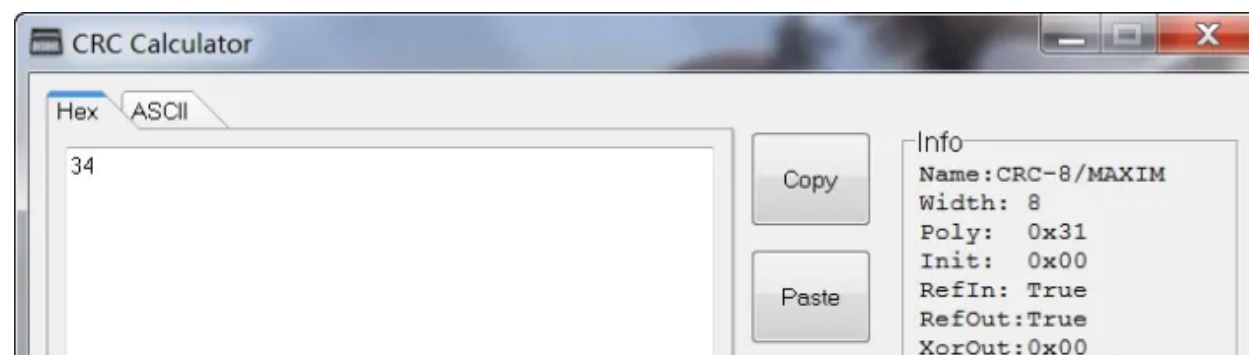 CRC Calculator
Hex ASCII
34
Copy
Paste
Info
Name:CRC-8/MAXIM
Width: 8
Poly: 0x31
Init: 0x00
RefIn: True
RefOut:True
XorOut:0x00